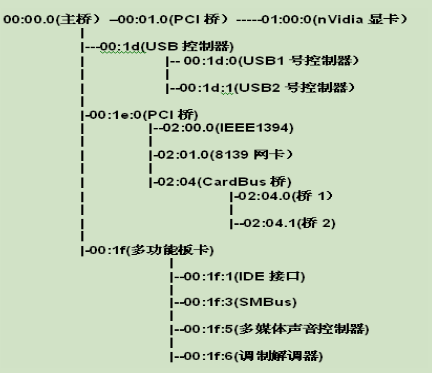 00:00.0(主桥) --00:01.0(PCI 桥) -----01:00:0(nVidia 显卡)
|---00:1d(USB 控制器)
|-- 00:1d:0(USB1 号控制器)
|--00:1d:1(USB2 号控制器)
|-00:1e:0(PCI 桥)
|--02:00.0(IEEE1394)
|-02:01.0(8139 网卡)
|-02:04(CardBus 桥)
|-02:04.0(桥 1)
|--02:04.1(桥 2)
|-00:1f(多功能板卡)
|--00:1f:1(IDE 接口)
|--00:1f:3(SMBus)
|--00:1f:5(多媒体声音控制器)
|--00:1f:6(调制解调器)